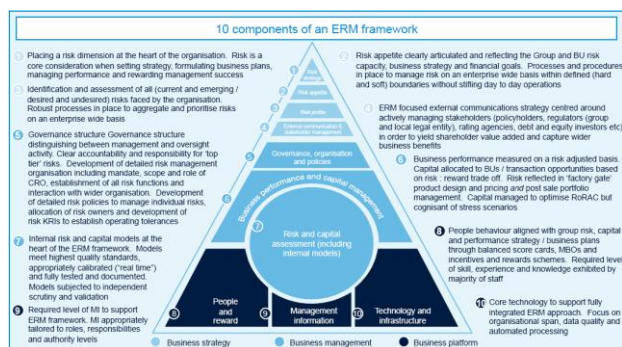 10 components of an ERM framework
1 Placing a risk dimension at the heart of the organisation. Risk is a
core consideration when setting strategy, formulating business plans,
managing performance and rewarding management success
3 Identification and assessment of all (current and emerging /
desired and undesired) risks faced by the organisation.
Robust processes in place to aggregate and prioritise risks
on an enterprise wide basis
5 Governance structure Governance structure
distinguishing between management and oversight
activity. Clear accountability and responsibility for 'top
tier' risks. Development of detailed risk management
organisation including mandate, scope and role of
CRO, establishment of all risk functions and
interaction with wider organisation. Development
of detailed risk policies to manage individual risks,
allocation of risk owners and development of
risk KRIs to establish operating tolerances
7 Internal risk and capital models at
the heart of the ERM framework. Models
meet highest quality standards,
appropriately calibrated ("real time")
and fully tested and documented.
Models subjected to independent
scrutiny and validation
9 Required level of MI to support
ERM framework. MI appropriately
tailored to roles, responsibilities
and authority levels
1
Risk strategy
2
Risk appetite
3
Risk profile
4
External communication &
stakeholder management
5
Governance, organisation
and policies
6
Business performance and capital management
7
Risk and capital
assessment (including
internal models)
8
People
and
reward
9
Management
information
10
Technology and
infrastructure
2 Risk appetite clearly articulated and reflecting the Group and BU risk
capacity, business strategy and financial goals. Processes and procedures
in place to manage risk on an enterprise wide basis within defined (hard
and soft) boundaries without stifling day to day operations
4 ERM focused external communications strategy centred around
actively managing stakeholders (policyholders, regulators (group
and local legal entity), rating agencies, debt and equity investors etc)
in order to yield shareholder value added and capture wider
business benefits
6 Business performance measured on a risk adjusted basis.
Capital allocated to BUs / transaction opportunities based
on risk : reward trade off. Risk reflected in 'factory gate'
product design and pricing and post sale portfolio
management. Capital managed to optimise RoRAC but
cognisant of stress scenarios
8 People behaviour aligned with group risk, capital
and performance strategy / business plans
through balanced score cards, MBOs and
incentives and rewards schemes. Required level
of skill, experience and knowledge exhibited by
majority of staff
10 Core technology to support fully
integrated ERM approach. Focus on
organisational span, data quality and
automated processing
Business strategy
Business management
Business platform